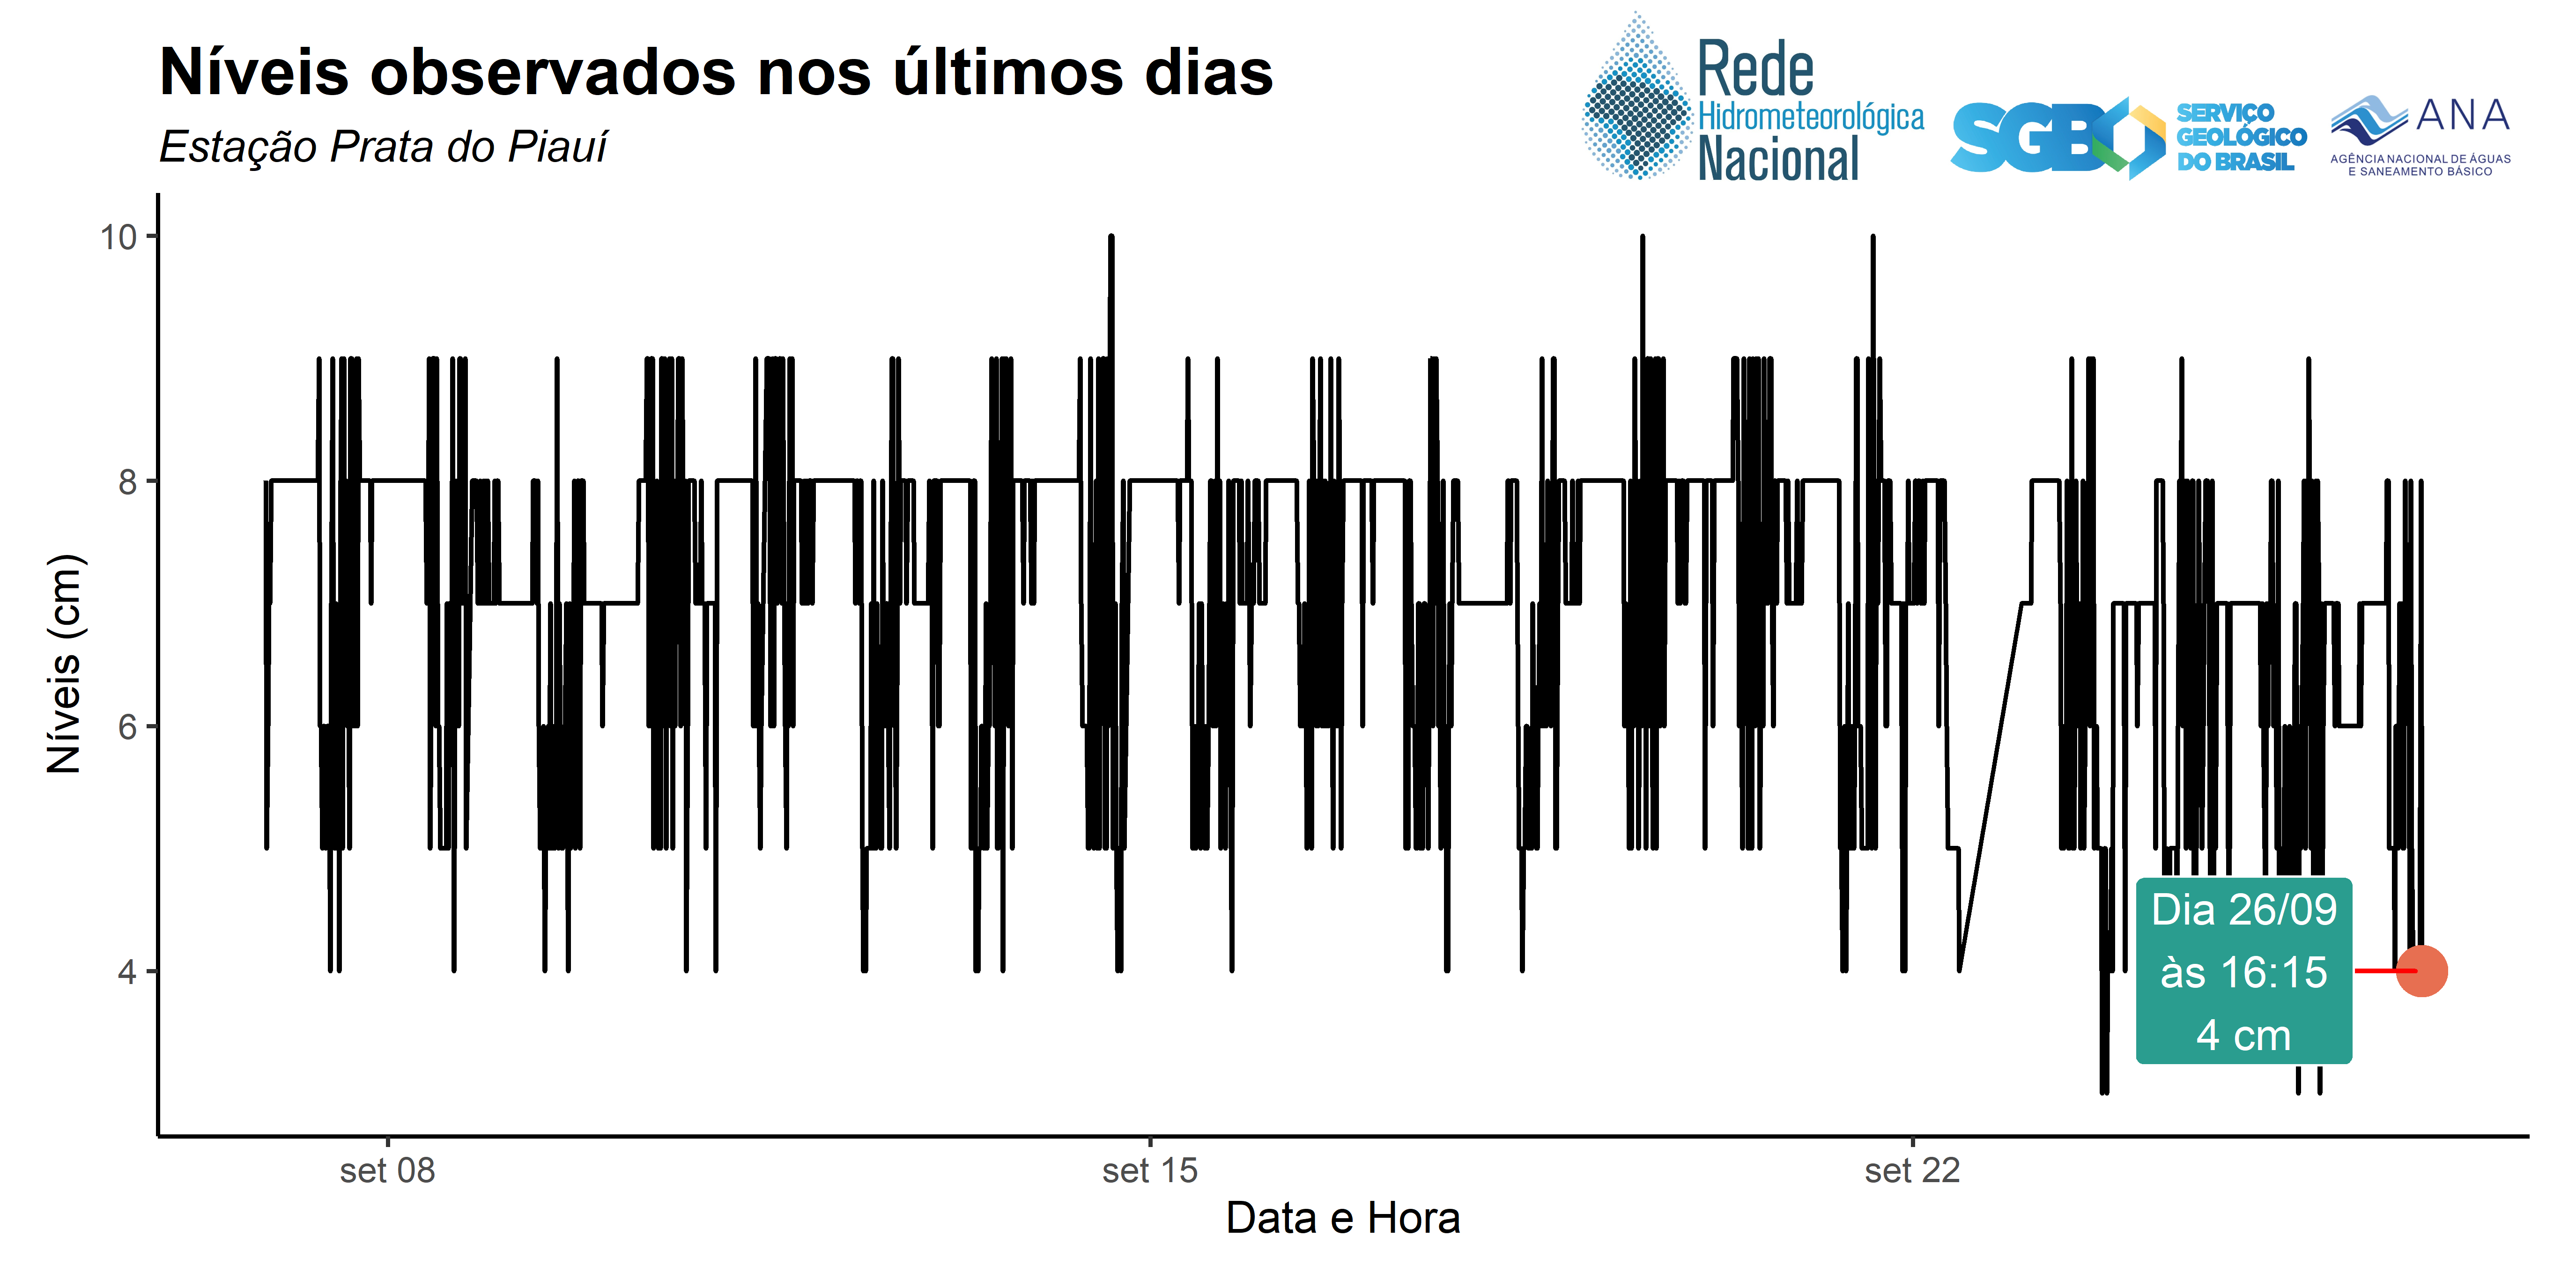 Níveis observados nos últimos dias
Estação Prata do Piauí
Rede
Hidrometeorológica
Nacional
SGB
SERVIÇO
GEOLÓGICO
DO BRASIL
ANA
AGÊNCIA NACIONAL DE ÁGUAS
E SANEAMENTO BÁSICO
Níveis (cm)
10
8
6
4
Dia 26/09
às 16:15
4 cm
set 08
set 15
set 22
Data e Hora